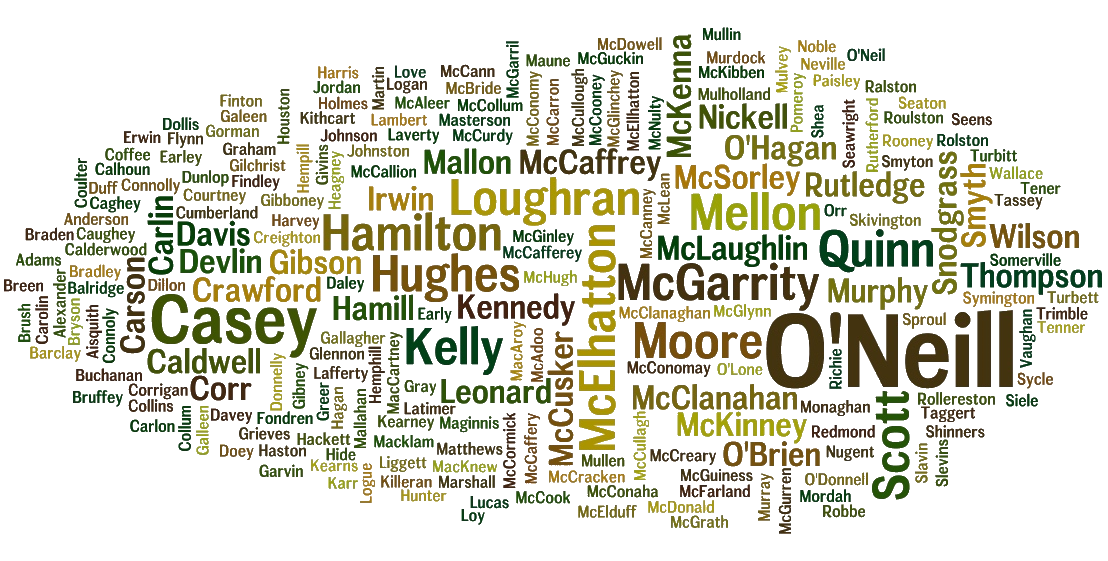 Mullin
McDowell
O'Neil
Noble
Murdock
Neville
McGuckin
Maune
McGarril
McKenna
McKibben
Mulvey
Paisley
Harris
Jordan
Martin
Love
Logan
McCann
McBride
Ralston
Seaton
Finton
Galeen
Houston
Holmes
Kithcart
McAleer
McCollum
McConomy
McCarron
McCullough
McCooney
McGlinchey
McElhatton
McNulty
Mulholland
Nickell
Pomeroy
Shea
Seawright
Rutherford
Roulston
Seens
Dollis
Erwin
Flynn
Gorman
Lambert
Masterson
Johnson
Laverty
McCurdy
O'Hagan
Rooney
Rolston
Coffee
Earley
Graham
Gilchrist
Hempill
Givins
Heagney
Johnston
McCallion
Mallon
McCaffrey
Smyton
Turbitt
Coulter
Calhoun
Duff
Connolly
Dunlop
Findley
McSorley
Rutledge
Snodgrass
Smyth
Wallace
Tener
Tassey
Caghey
Dillon
Courtney
Gibboney
Irwin
Loughran
McCanney
McLean
Mellon
Orr
Skivington
Anderson
Cumberland
Harvey
Hamilton
Braden
Caughey
Carlin
Davis
Creighton
McGinley
McLaughlin
Quinn
Wilson
Calderwood
Devlin
Gibson
McCafferey
Somerville
Adams
Bradley
Carson
Hughes
McHugh
McElhatton
McGarrity
Murphy
Thompson
Breen
Balridge
Crawford
Daley
Symington
Turbett
Brush
Carolin
Alexander
Bryson
Aisquith
Connoly
Casey
Hamill
Early
Kennedy
McClanaghan
McGlynn
Sproul
Trimble
Tenner
Vaughan
Barclay
Gallagher
Kelly
MacAroy
McAdoo
McCusker
Moore
O'Neill
Caldwell
Glennon
Hemphill
MacCartney
McConomay
O'Lone
Richie
Buchanan
Corrigan
Corr
Donnelly
Gibney
Lafferty
Gray
Leonard
McClanahan
Monaghan
Scott
Sycle
Bruffey
Collins
Greer
Hagan
Latimer
Rollereston
Siele
Carlon
Collum
Galleen
Davey
Fondren
Mallahan
Kearney
Maginnis
McCormick
McCaffery
McCullagh
McKinney
Redmond
Taggert
Grieves
Hackett
Macklam
Shinners
Doey
Haston
Hide
Matthews
Mullen
McCreary
O'Brien
Nugent
Slavin
Slevins
Garvin
Kearns
Logue
Liggett
MacKnew
McCracken
McGuiness
Karr
Killeran
Marshall
O'Donnell
Hunter
Lucas
McCook
McConaha
McFarland
Murray
McGurren
Mordah
Loy
McElduff
McDonald
Robbe
McGrath